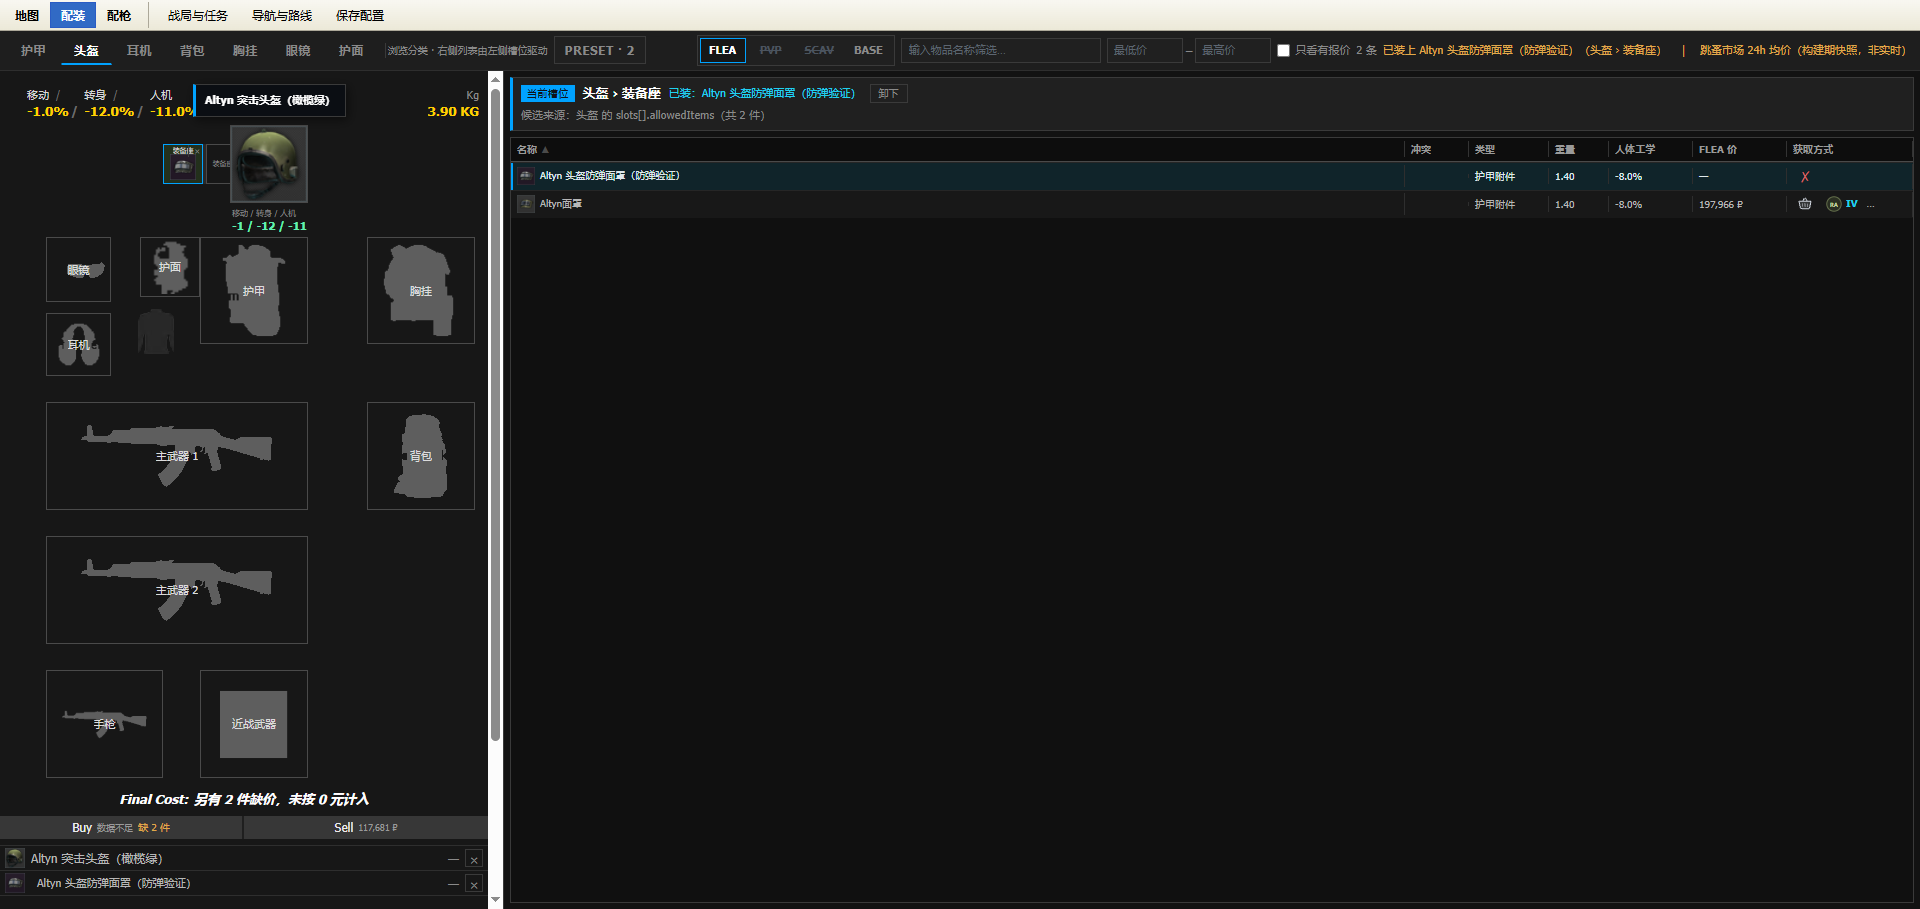 地图 配装 配枪 战局与任务 导航与路线 保存配置
护甲 头盔 耳机 背包 胸挂 眼镜 护面 浏览分类 · 右侧列表由左侧槽位驱动 PRESET · 2 FLEA PVP SCAV BASE 输入物品名称筛选... 最低价 — 最高价 只看有报价 2 条 已装上 Altyn 头盔防弹面罩（防弹验证）（头盔 › 装备座） | 跳蚤市场 24h 均价（构建期快照，非实时）
移动 / 转身 / 人机 Kg
-1.0% / -12.0% / -11.0% 3.90 KG
Altyn 突击头盔（橄榄绿）
装备座 ×
装备座
移动 / 转身 / 人机
-1 / -12 / -11
眼镜
护面
护甲
胸挂
耳机
主武器 1
背包
主武器 2
手枪
近战武器
Final Cost: 另有 2 件缺价，未按 0 元计入
Buy 数据不足 缺 2 件 Sell 117,681 ₽
Altyn 突击头盔（橄榄绿） — ×
Altyn 头盔防弹面罩（防弹验证） — ×
当前槽位 头盔 › 装备座 已装：Altyn 头盔防弹面罩（防弹验证） 卸下
候选来源：头盔 的 slots[].allowedItems（共 2 件）
名称 ▲ 冲突 类型 重量 人体工学 FLEA 价 获取方式
Altyn 头盔防弹面罩（防弹验证） 护甲附件 1.40 -8.0% — ✗
Altyn面罩 护甲附件 1.40 -8.0% 197,966 ₽ RA IV ...